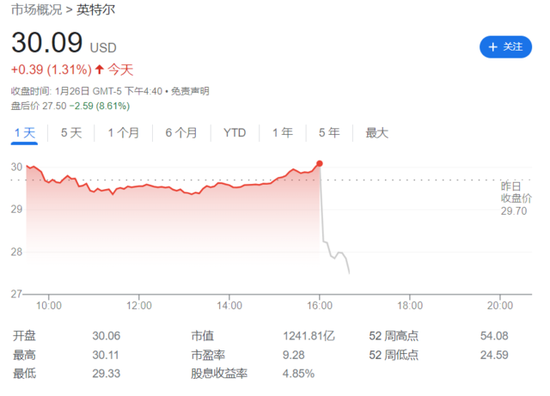 市场概况 > 英特尔
30.09 USD
+ 关注
+0.39 (1.31%) ↑ 今天
收盘时间: 1月26日 GMT-5 下午4:40 • 免责声明
盘后价 27.50 −2.59 (8.61%)
1 天 5 天 1 个月 6 个月 YTD 1 年 5 年 最大
30
29
28
27
昨日
收盘价
29.70
10:00 12:00 14:00 16:00 18:00 20:00
开盘 30.06 市值 1241.81亿 52 周高点 54.08
最高 30.11 市盈率 9.28 52 周低点 24.59
最低 29.33 股息收益率 4.85%